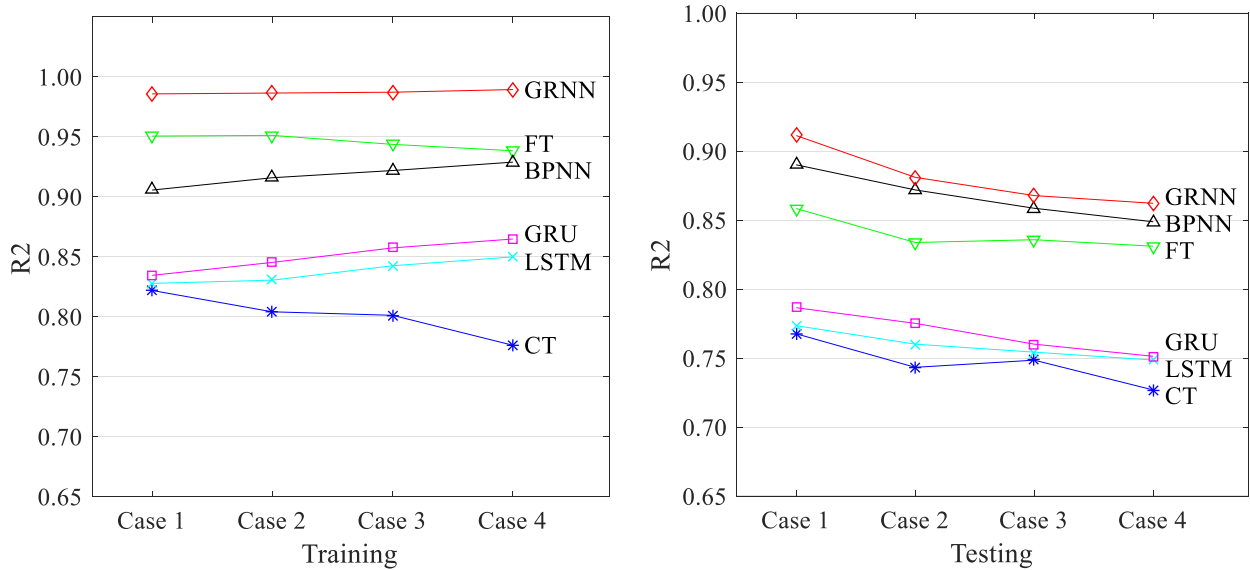 1.00
0.95
0.90
0.85
0.80
0.75
0.70
0.65
R2
GRNN
FT
BPNN
GRU
LSTM
CT
Case 1 Case 2 Case 3 Case 4
Training
1.00
0.95
0.90
0.85
0.80
0.75
0.70
0.65
R2
GRNN
BPNN
FT
GRU
LSTM
CT
Case 1 Case 2 Case 3 Case 4
Testing